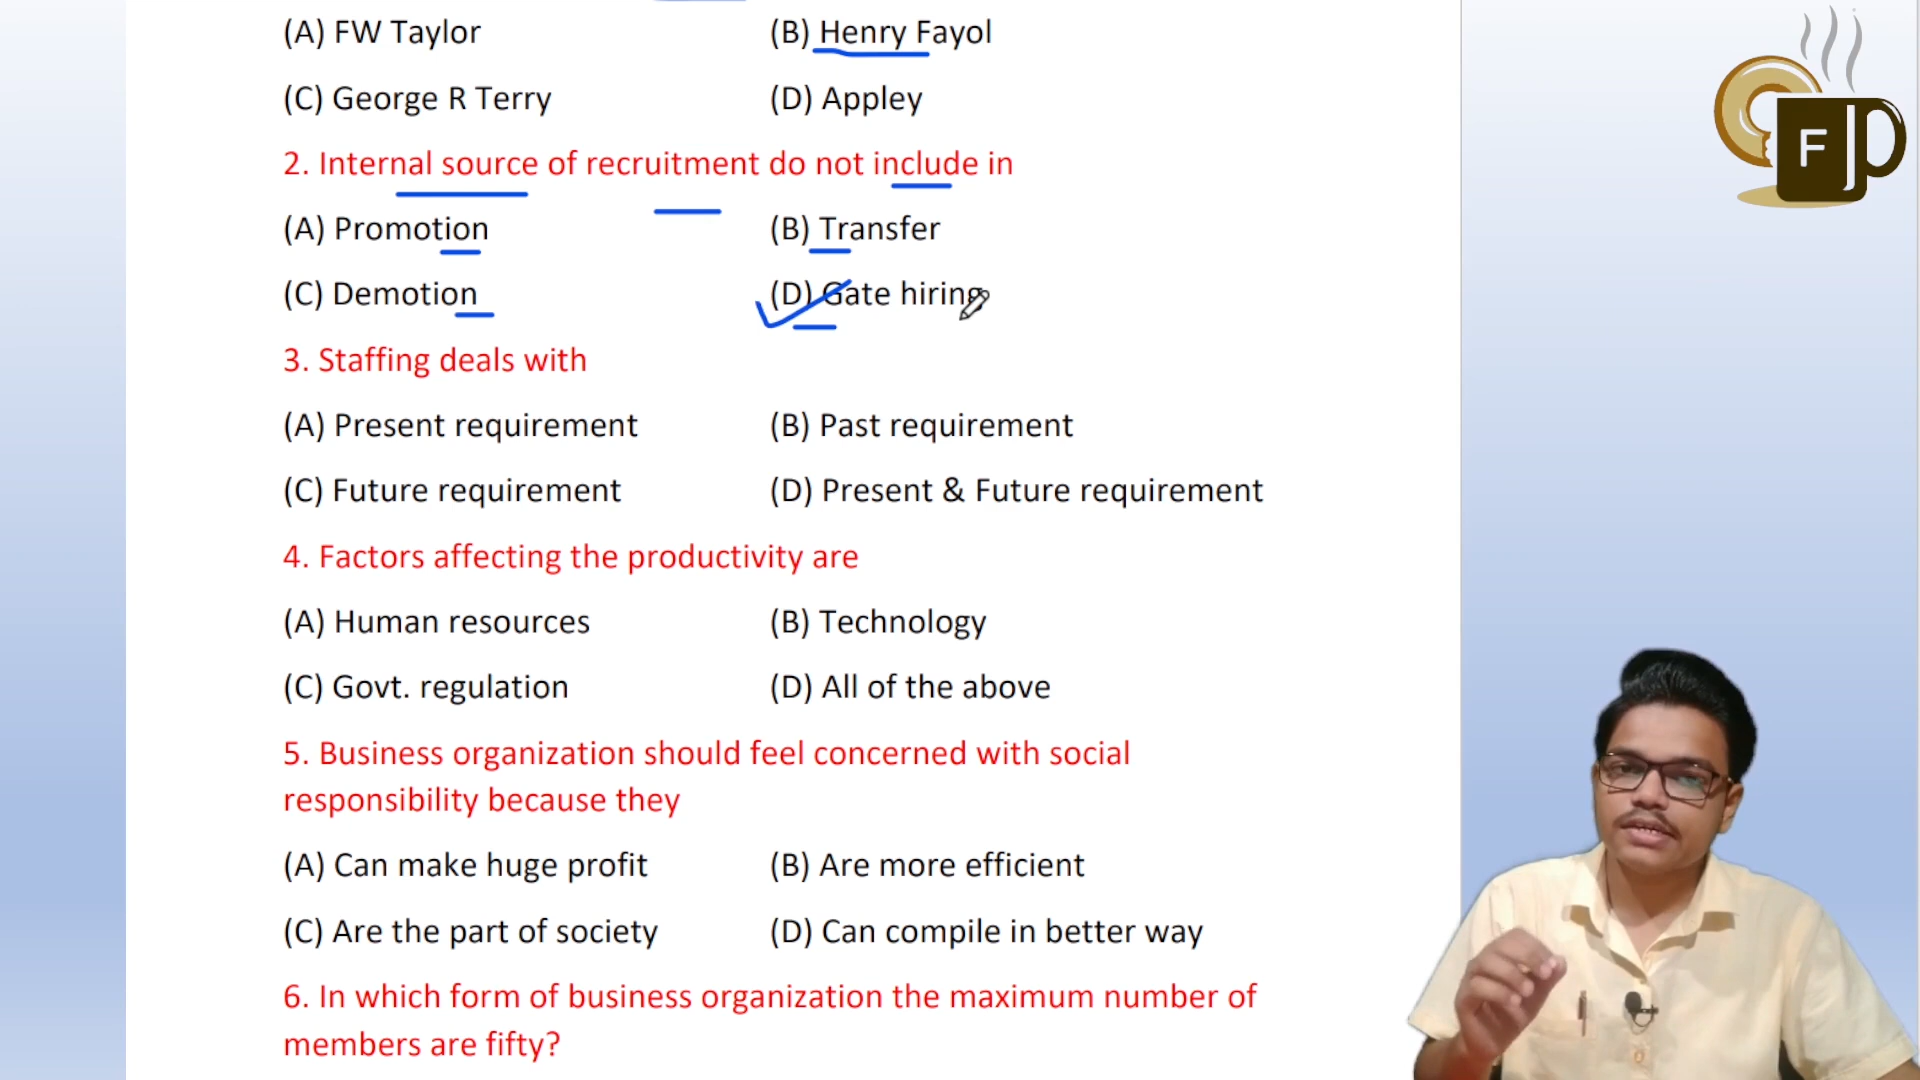 (A) FW Taylor (B) Henry Fayol
(C) George R Terry (D) Appley
2. Internal source of recruitment do not include in
(A) Promotion (B) Transfer
(C) Demotion (D) Gate hiring
3. Staffing deals with
(A) Present requirement (B) Past requirement
(C) Future requirement (D) Present & Future requirement
4. Factors affecting the productivity are
(A) Human resources (B) Technology
(C) Govt. regulation (D) All of the above
5. Business organization should feel concerned with social
responsibility because they
(A) Can make huge profit (B) Are more efficient
(C) Are the part of society (D) Can compile in better way
6. In which form of business organization the maximum number of
members are fifty?
F J